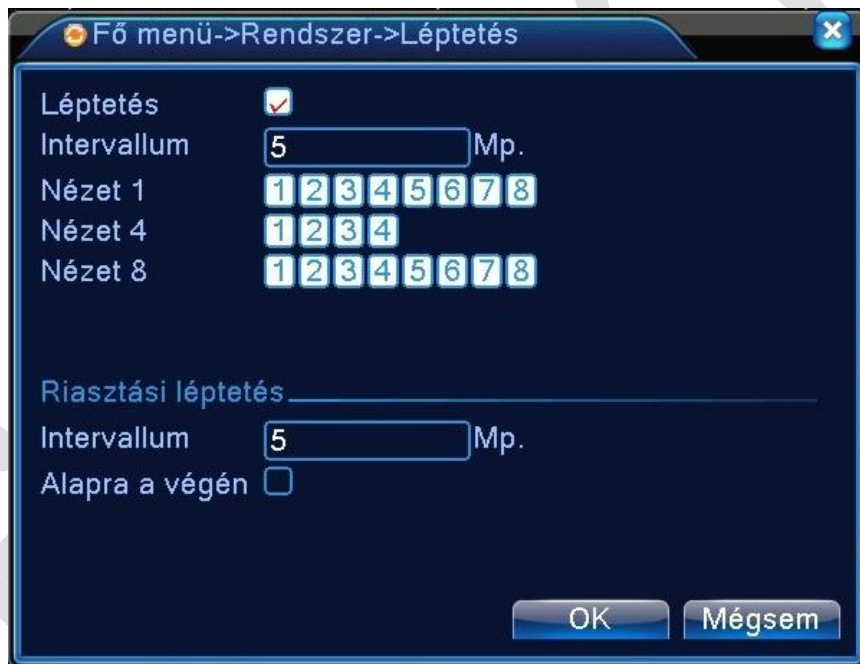 Fő menü->Rendszer->Léptetés
Léptetés
Intervallum 5 Mp.
Nézet 1 1 2 3 4 5 6 7 8
Nézet 4 1 2 3 4
Nézet 8 1 2 3 4 5 6 7 8
Riasztási léptetés
Intervallum 5 Mp.
Alapra a végén
OK Mégsem